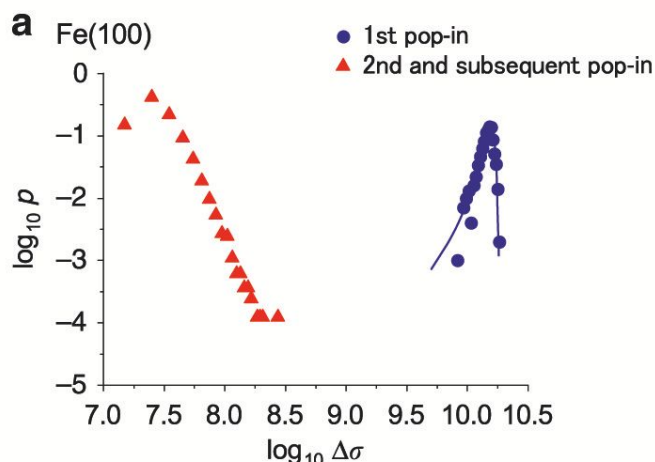 a Fe(100)
1st pop-in
2nd and subsequent pop-in
0
−1
−2
−3
−4
−5
log10 p
7.0 7.5 8.0 8.5 9.0 9.5 10.0 10.5
log10 Δσ